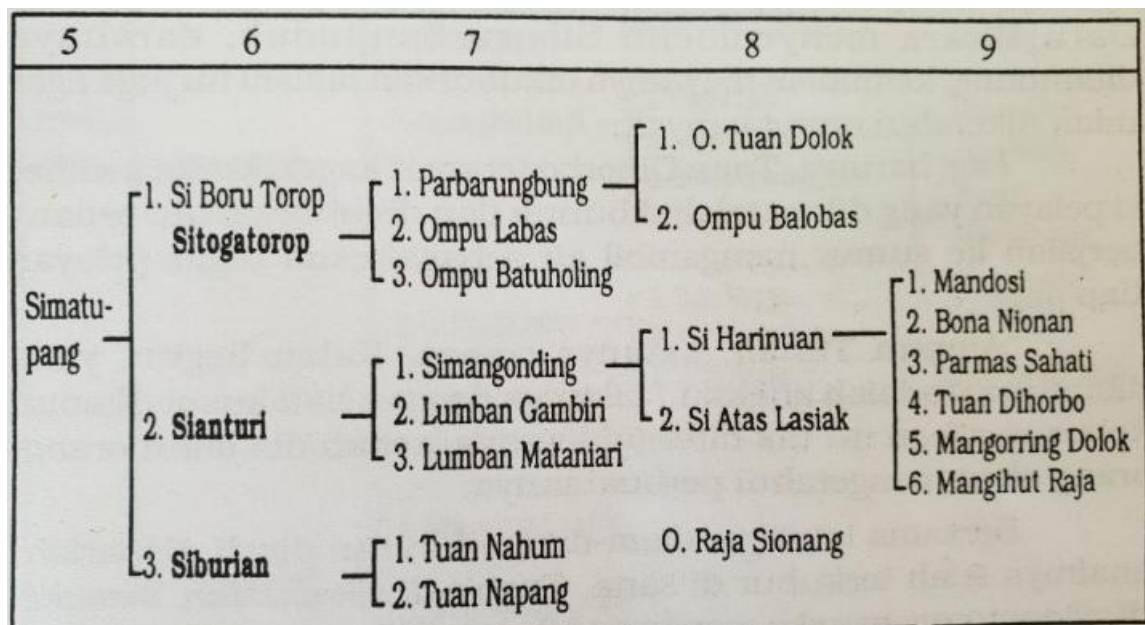 5 6 7 8 9
1. O. Tuan Dolok
1. Si Boru Torop
Sitogatorop
1. Parbarungbung
2. Ompu Labas
3. Ompu Batuholing
2. Ompu Balobas
Simatu-
pang
1. Mandosi
2. Bona Nionan
3. Parmas Sahati
4. Tuan Dihorbo
5. Mangorring Dolok
6. Mangihut Raja
1. Si Harinuan
2. Si Atas Lasiak
1. Simangonding
2. Lumban Gambiri
3. Lumban Mataniari
2. Sianturi
O. Raja Sionang
3. Siburian
1. Tuan Nahum
2. Tuan Napang